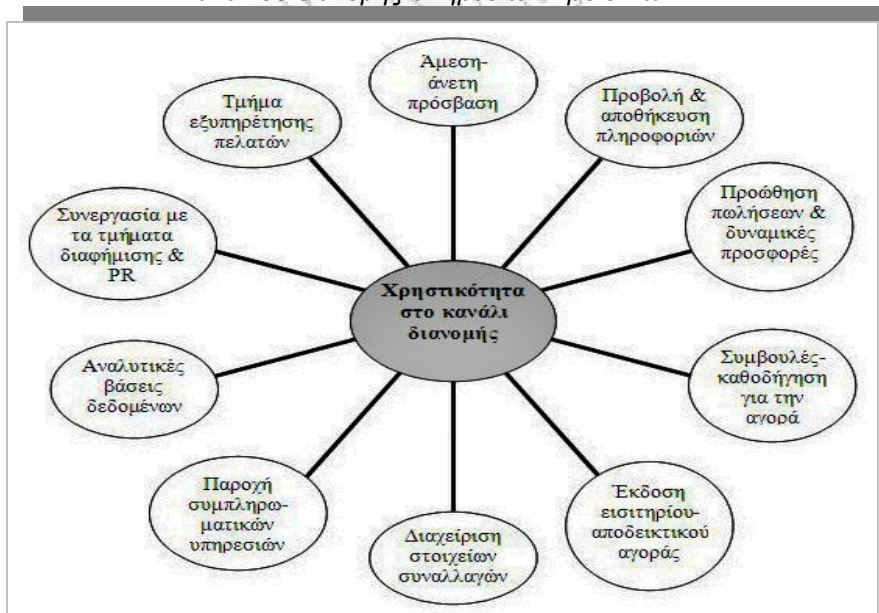 Άμεση-
άνετη
πρόσβαση
Προβολή &
αποθήκευση
πληροφοριών
Προώθηση
πωλήσεων &
δυναμικές
προσφορές
Συμβουλές-
καθοδήγηση
για την
αγορά
Έκδοση
εισιτηρίου-
αποδεικτικού
αγοράς
Διαχείριση
στοιχείων
συναλλαγών
Παροχή
συμπληρω-
ματικών
υπηρεσιών
Αναλυτικές
βάσεις
δεδομένων
Συνεργασία με
τα τμήματα
διαφήμισης &
PR
Τμήμα
εξυπηρέτησης
πελατών
Χρηστικότητα
στο κανάλι
διανομής